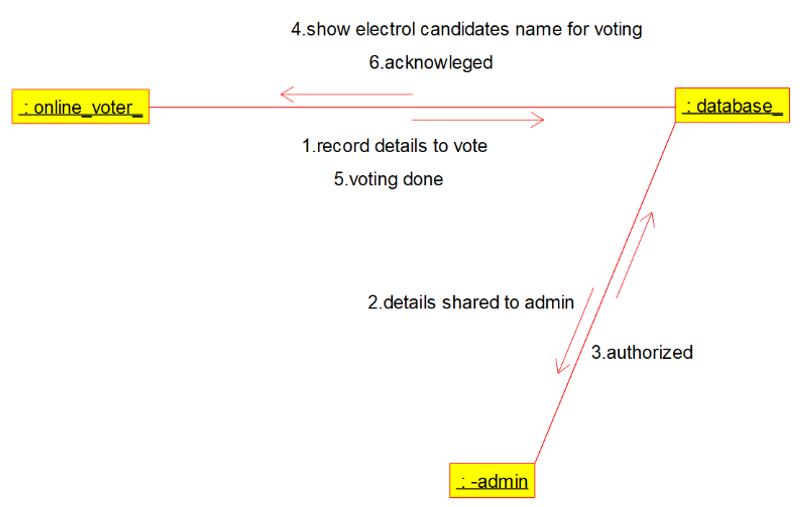 4.show electrol candidates name for voting
6.acknowleged
: online_voter_
: database_
1.record details to vote
5.voting done
2.details shared to admin
3.authorized
: -admin